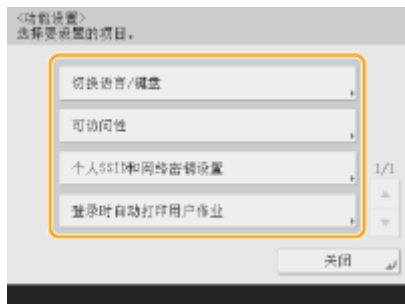 <功能设置>
选择要设置的项目。
切换语言/键盘
可访问性
个人SSID和网络密钥设置
1/1
登录时自动打印用户作业
关闭